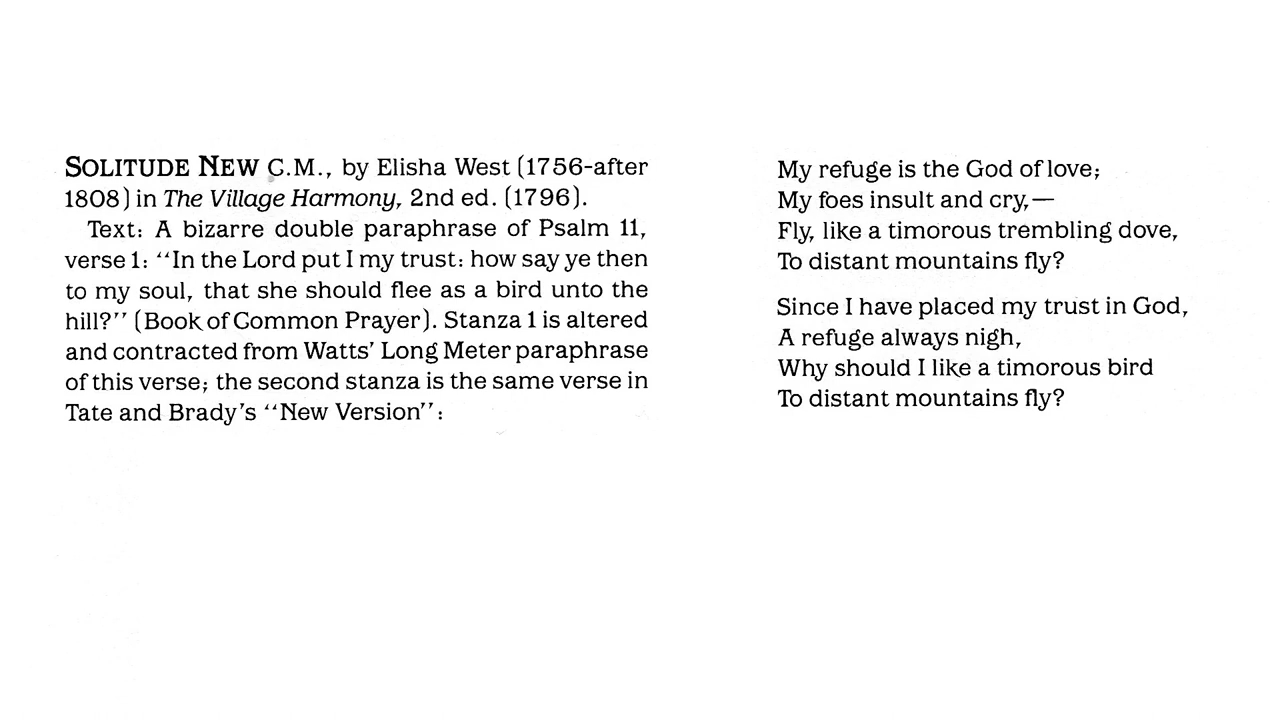 SOLITUDE NEW C.M., by Elisha West (1756-after
1808) in The Village Harmony, 2nd ed. (1796).
Text: A bizarre double paraphrase of Psalm 11,
verse 1: “In the Lord put I my trust: how say ye then
to my soul, that she should flee as a bird unto the
hill?” (Book of Common Prayer). Stanza 1 is altered
and contracted from Watts’ Long Meter paraphrase
of this verse; the second stanza is the same verse in
Tate and Brady’s “New Version”:
My refuge is the God of love;
My foes insult and cry,—
Fly, like a timorous trembling dove,
To distant mountains fly?
Since I have placed my trust in God,
A refuge always nigh,
Why should I like a timorous bird
To distant mountains fly?